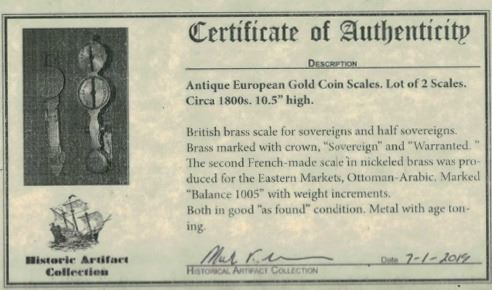 Certificate of Authenticity
DESCRIPTION
Antique European Gold Coin Scales. Lot of 2 Scales.
Circa 1800s. 10.5" high.
British brass scale for sovereigns and half sovereigns.
Brass marked with crown, "Sovereign" and "Warranted. "
The second French-made scale in nickeled brass was pro-
duced for the Eastern Markets, Ottoman-Arabic. Marked
"Balance 1005" with weight increments.
Both in good "as found" condition. Metal with age ton-
ing.
Historic Artifact
Collection
Date 7-1-2019
HISTORICAL ARTIFACT COLLECTION